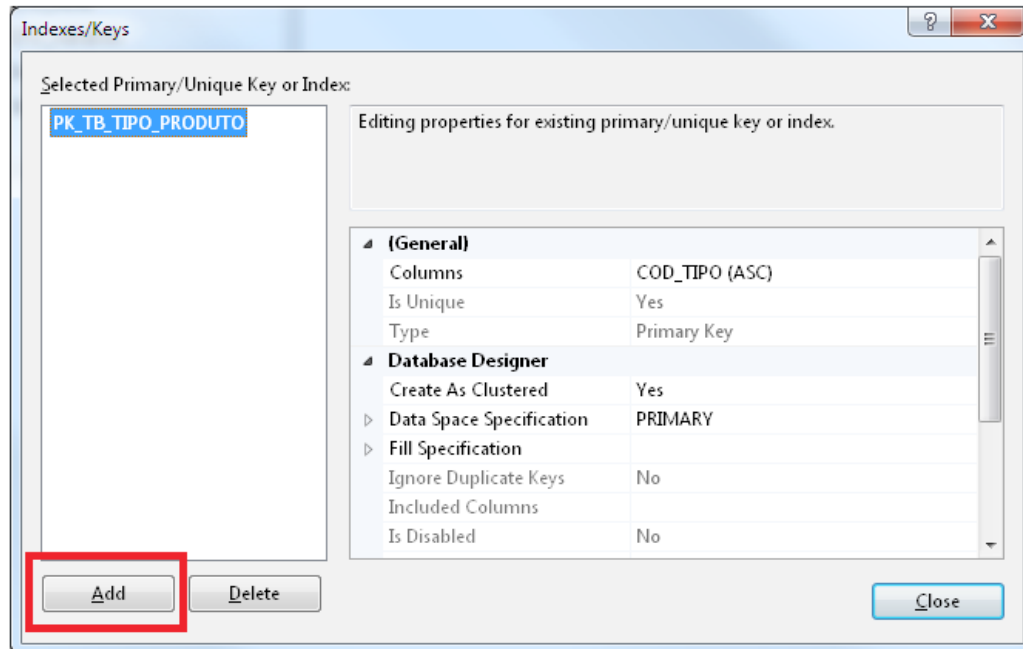 Indexes/Keys
Selected Primary/Unique Key or Index:
PK_TB_TIPO_PRODUTO
Editing properties for existing primary/unique key or index.
(General)
Columns COD_TIPO (ASC)
Is Unique Yes
Type Primary Key
Database Designer
Create As Clustered Yes
Data Space Specification PRIMARY
Fill Specification
Ignore Duplicate Keys No
Included Columns
Is Disabled No
Add Delete
Close